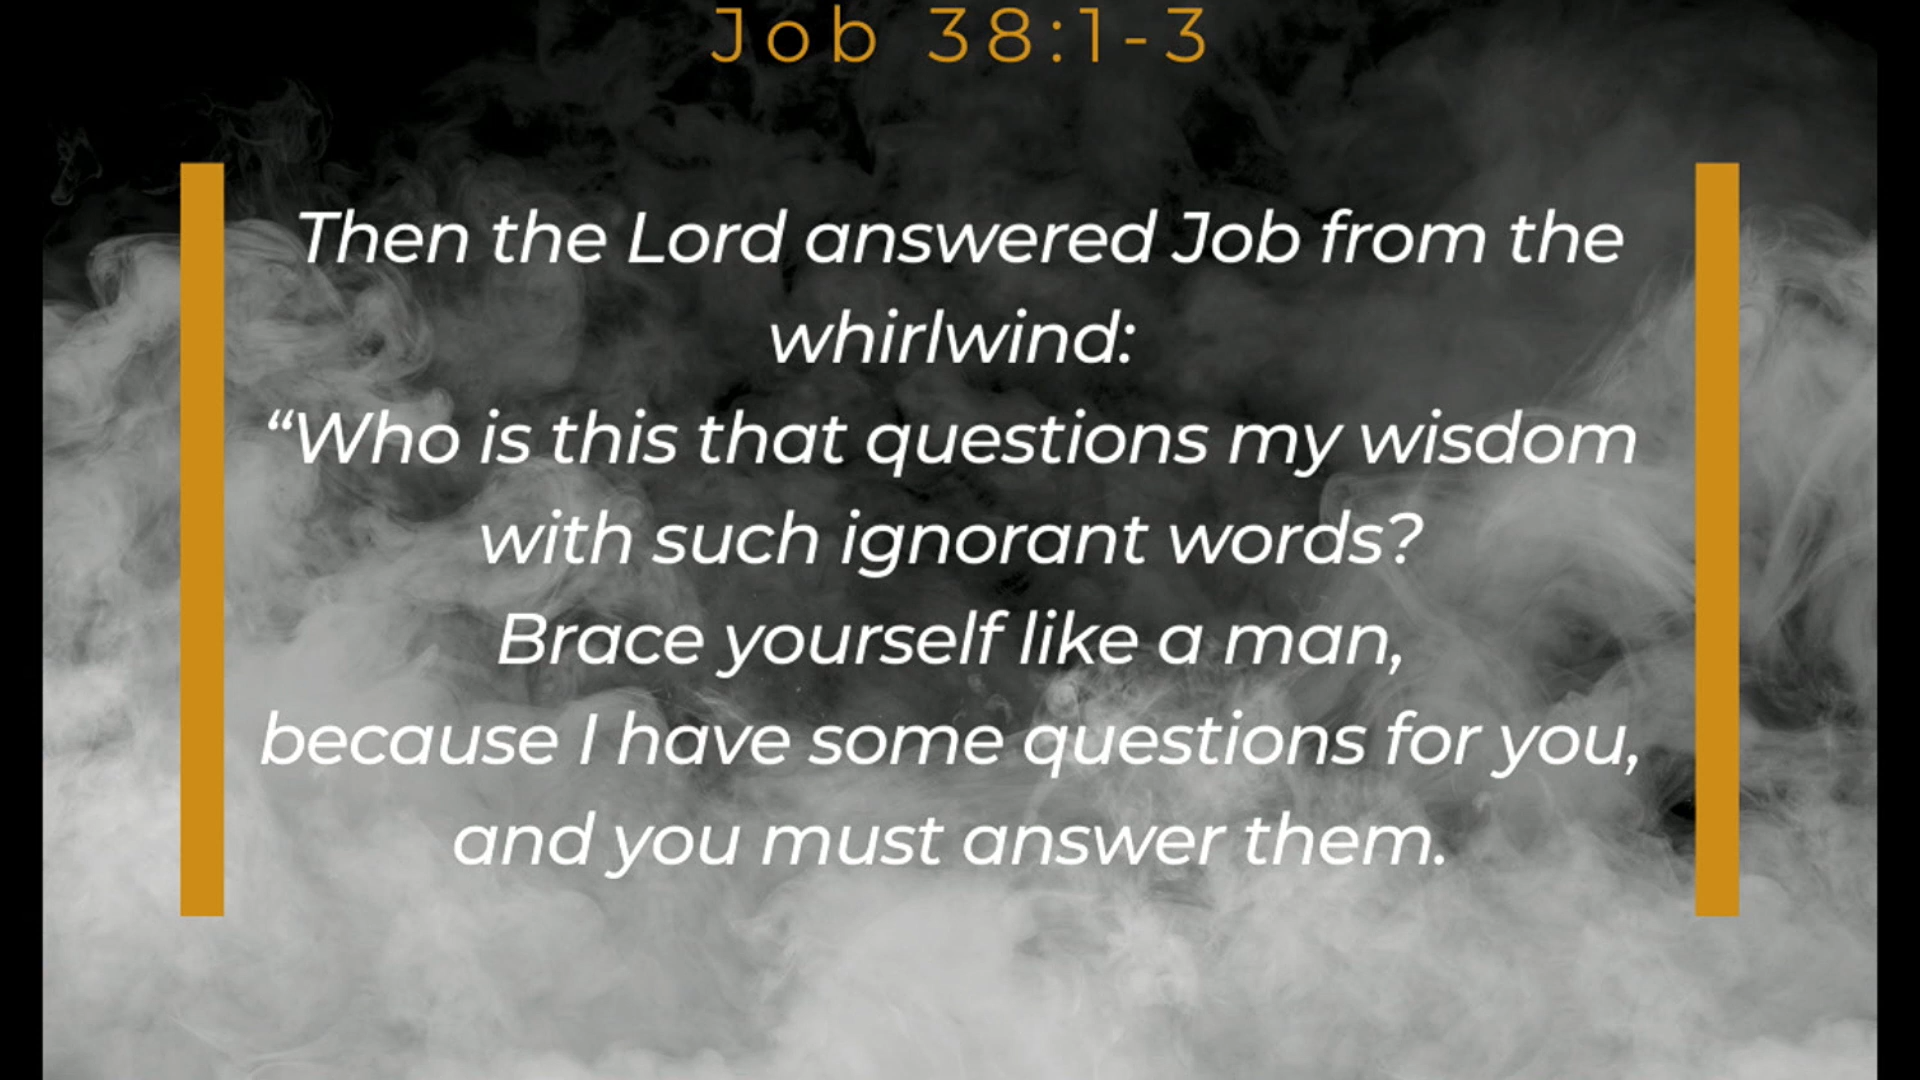 Job 38:1-3
Then the Lord answered Job from the
whirlwind:
“Who is this that questions my wisdom
with such ignorant words?
Brace yourself like a man,
because I have some questions for you,
and you must answer them.